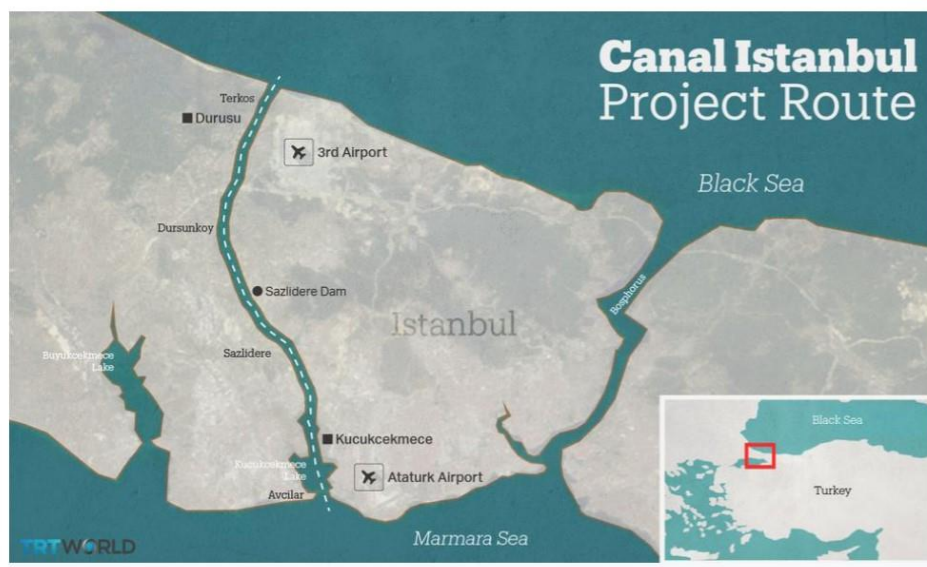 Canal Istanbul
Project Route
Terkos
Durusu
3rd Airport
Black Sea
Dursunkoy
Bosphorus
Sazlidere Dam
Istanbul
Sazlidere
Buyukcekmece
Lake
Black Sea
Kucukcekmece
Kucukcekmece
Lake
Ataturk Airport
Avcilar
Turkey
Marmara Sea
TRTWORLD